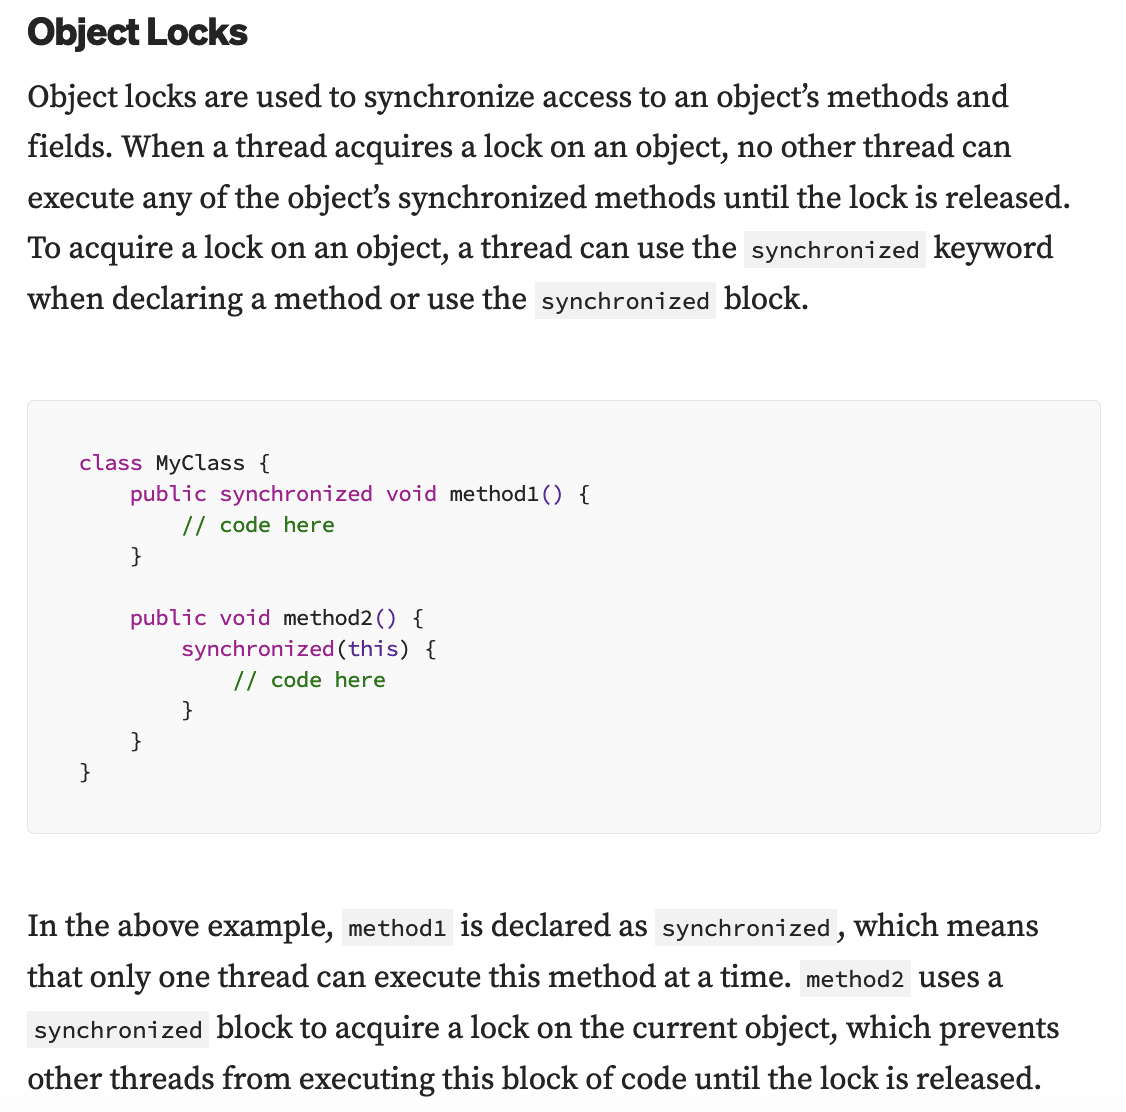 Object Locks
Object locks are used to synchronize access to an object’s methods and
fields. When a thread acquires a lock on an object, no other thread can
execute any of the object’s synchronized methods until the lock is released.
To acquire a lock on an object, a thread can use the synchronized keyword
when declaring a method or use the synchronized block.
class MyClass {
    public synchronized void method1() {
        // code here
    }
    public void method2() {
        synchronized(this) {
            // code here
        }
    }
}
In the above example, method1 is declared as synchronized, which means
that only one thread can execute this method at a time. method2 uses a
synchronized block to acquire a lock on the current object, which prevents
other threads from executing this block of code until the lock is released.